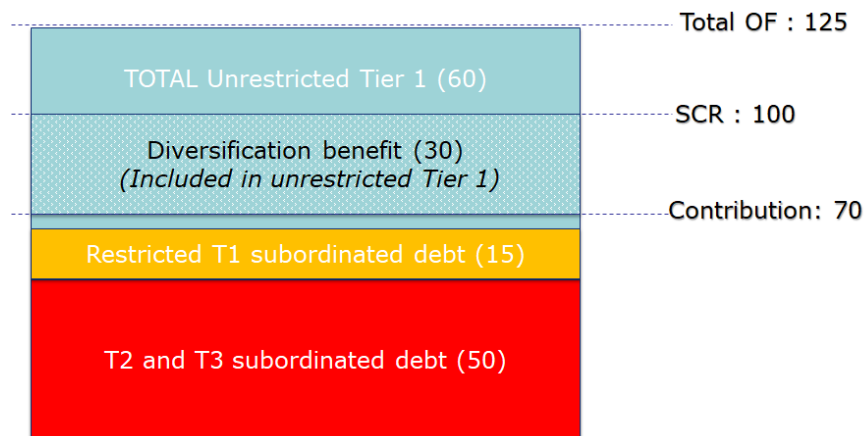 Total OF : 125
TOTAL Unrestricted Tier 1 (60)
SCR : 100
Diversification benefit (30)
(Included in unrestricted Tier 1)
Contribution: 70
Restricted T1 subordinated debt (15)
T2 and T3 subordinated debt (50)